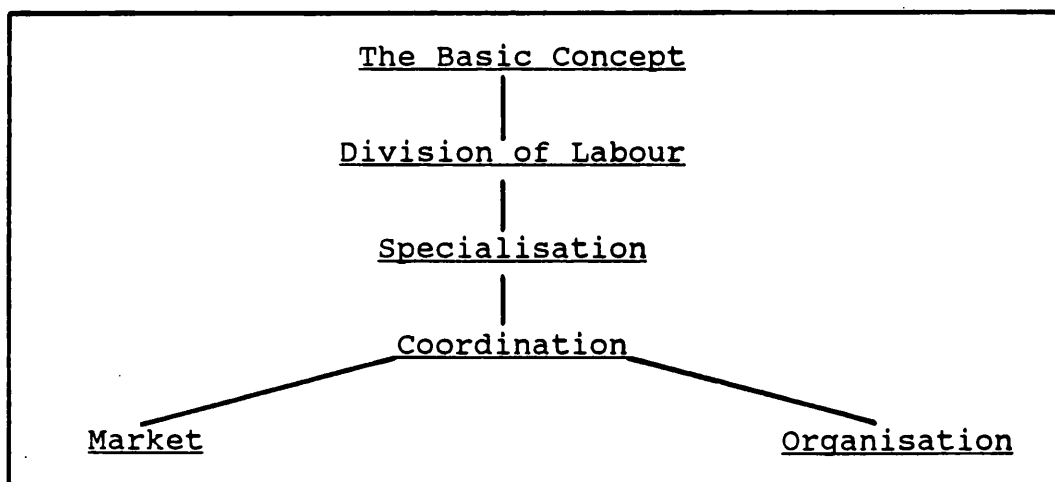 The Basic Concept
Division of Labour
Specialisation
Coordination
Market Organisation